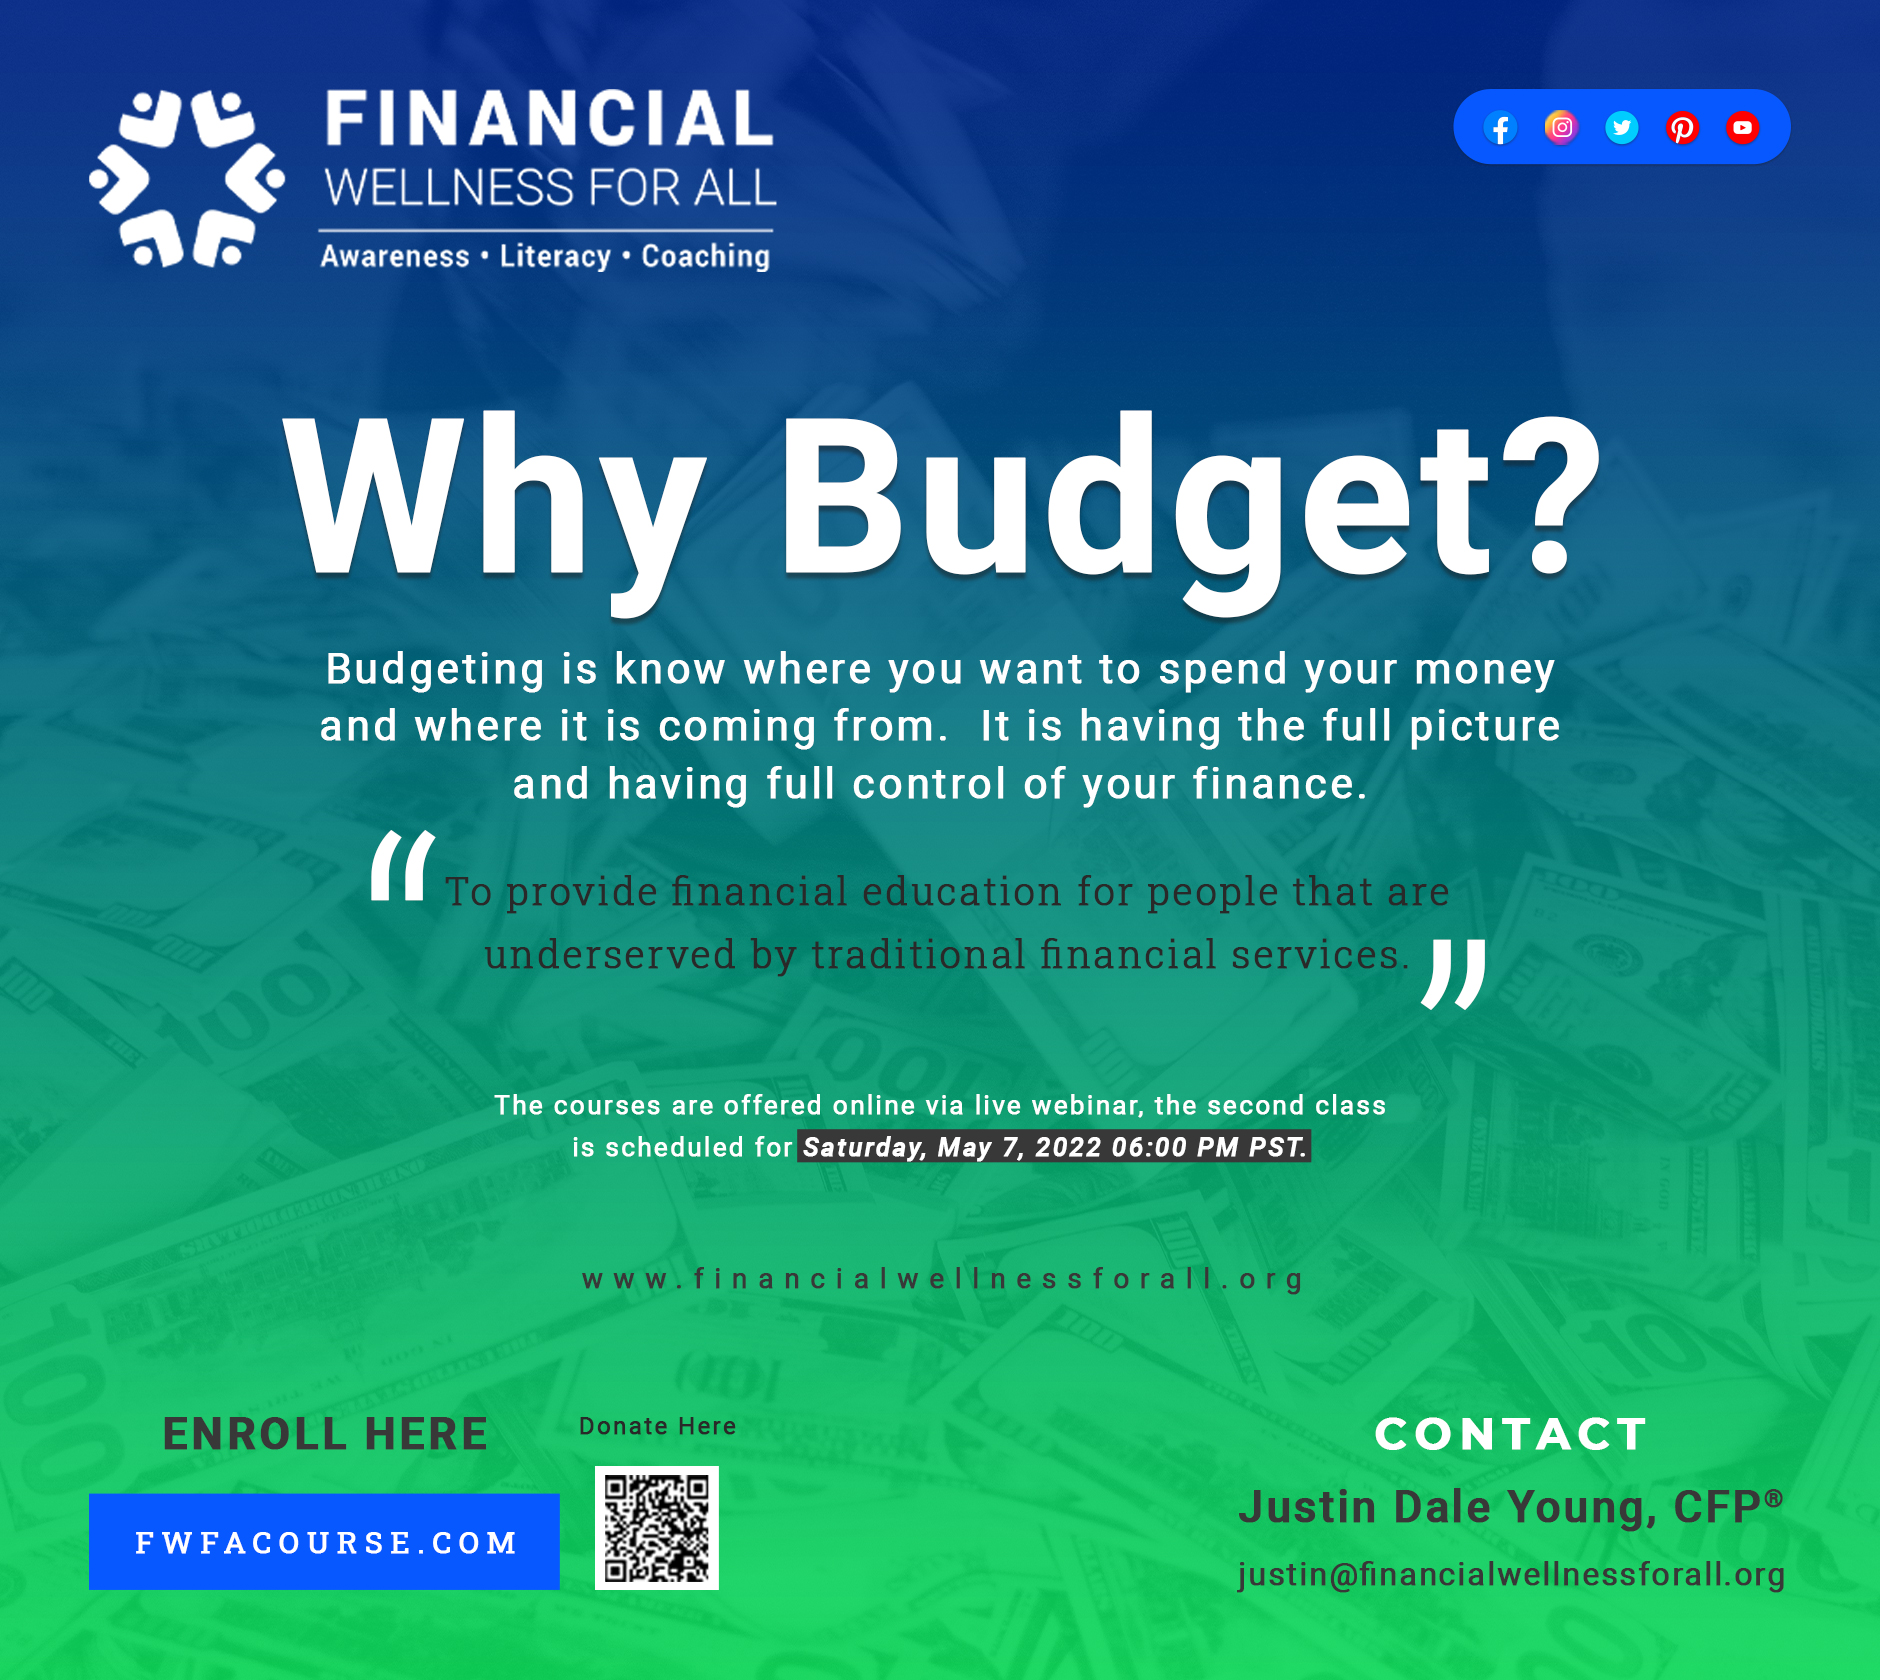 FINANCIAL
WELLNESS FOR ALL
Awareness • Literacy • Coaching
Why Budget?
Budgeting is know where you want to spend your money
and where it is coming from.  It is having the full picture
and having full control of your finance.
“To provide financial education for people that are
underserved by traditional financial services.”
The courses are offered online via live webinar, the second class
is scheduled for Saturday, May 7, 2022 06:00 PM PST.
www.financialwellnessforall.org
ENROLL HERE
FWFACOURSE.COM
Donate Here
CONTACT
Justin Dale Young, CFP®
justin@financialwellnessforall.org